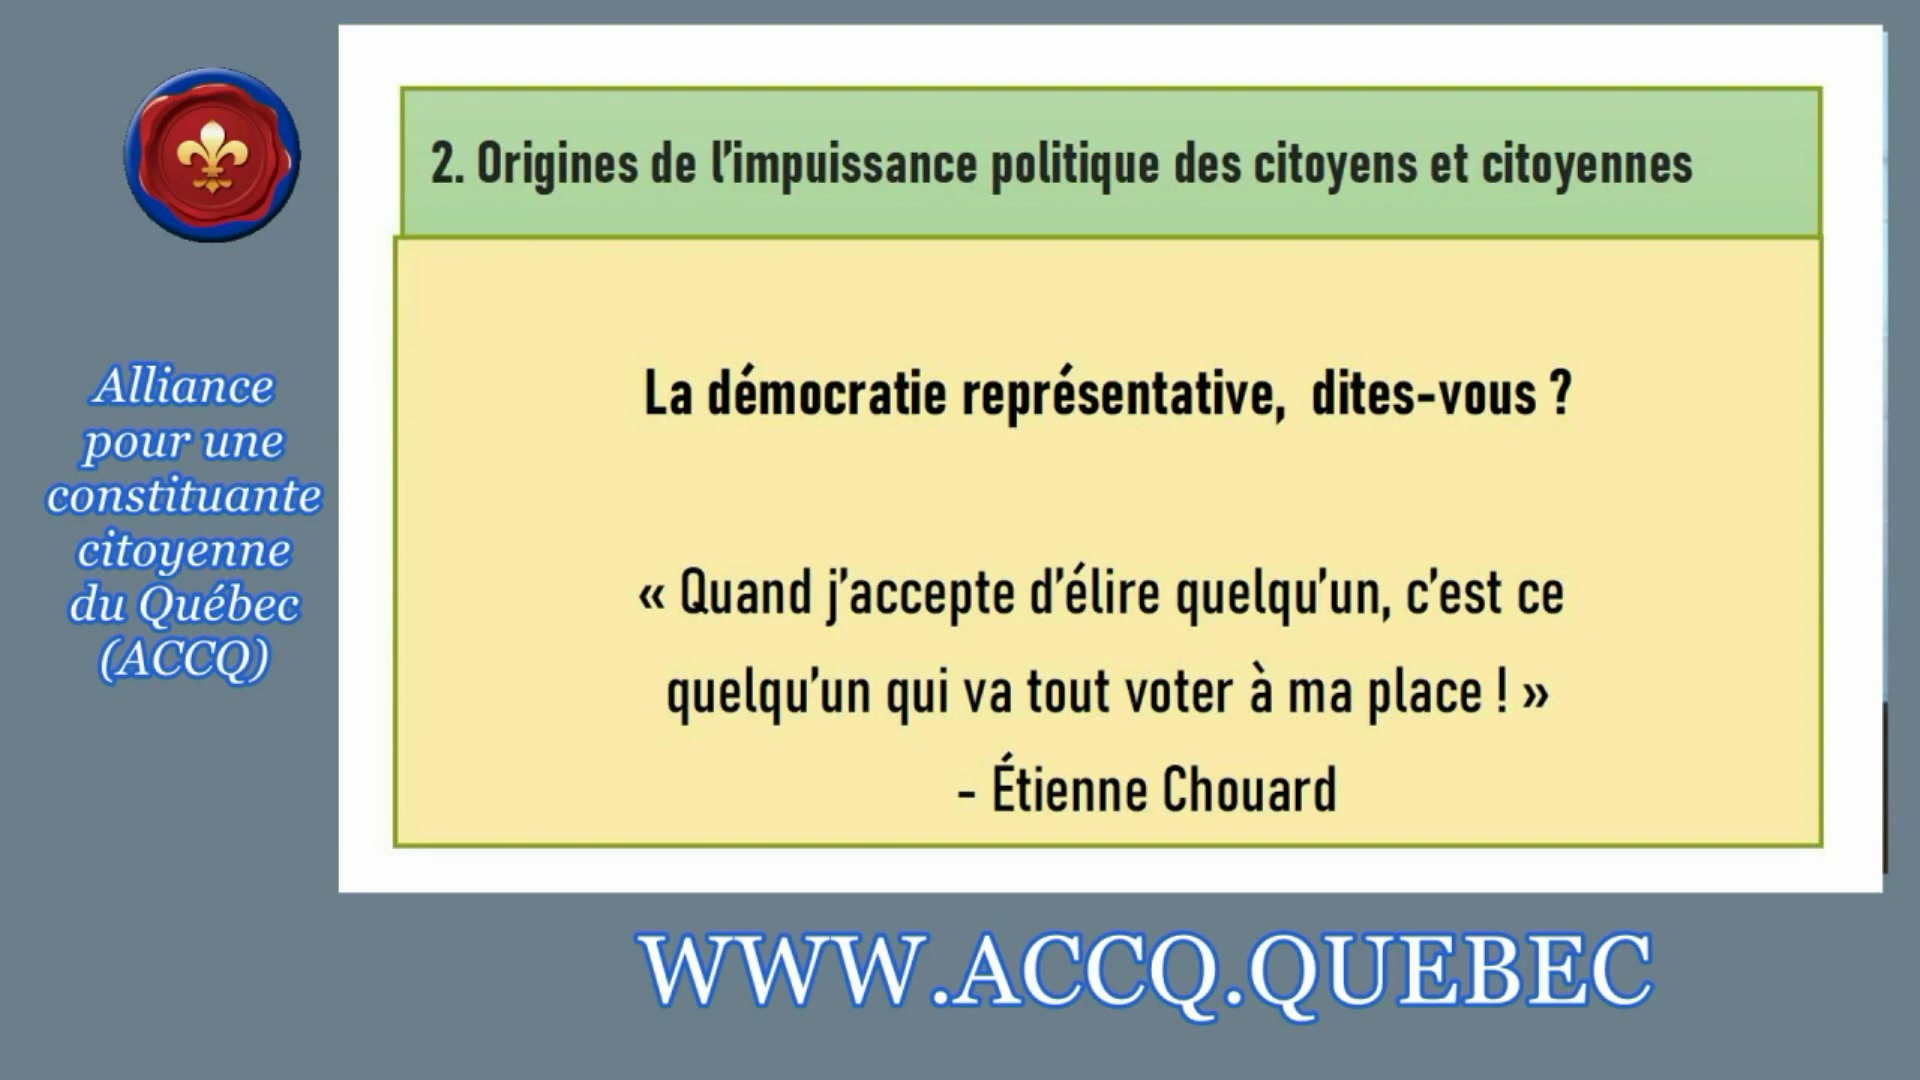 Alliance
pour une
constituante
citoyenne
du Québec
(ACCQ)
2. Origines de l’impuissance politique des citoyens et citoyennes
La démocratie représentative, dites-vous ?
« Quand j’accepte d’élire quelqu’un, c’est ce
quelqu’un qui va tout voter à ma place ! »
- Étienne Chouard
WWW.ACCQ.QUEBEC